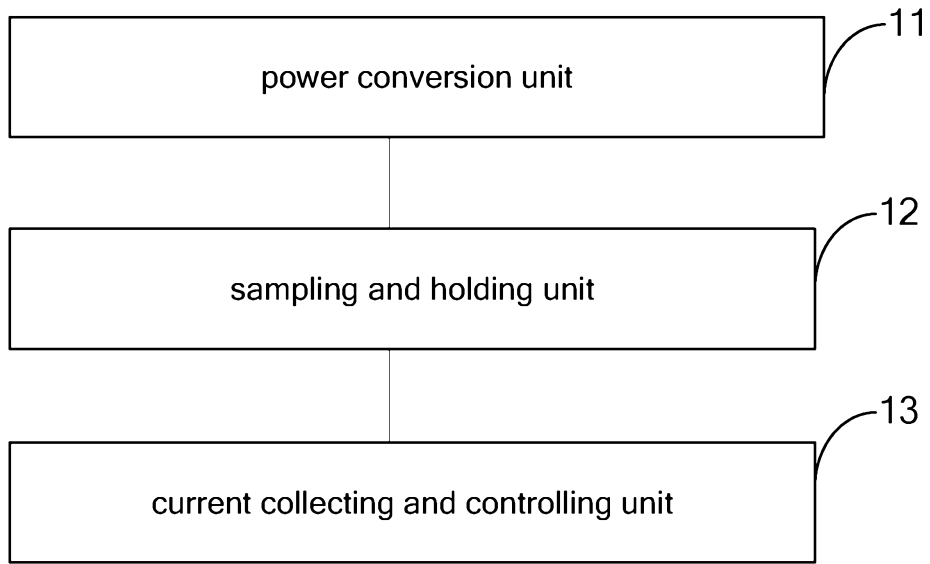 11
power conversion unit
12
sampling and holding unit
13
current collecting and controlling unit